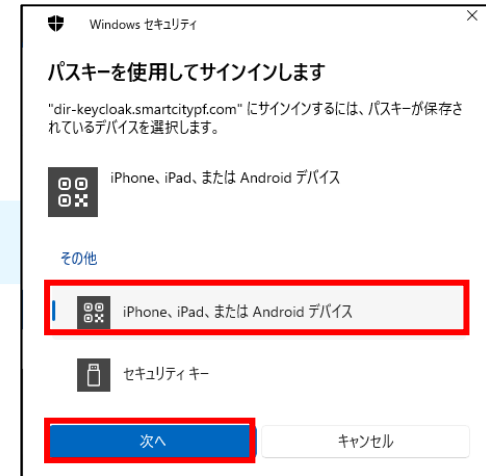 Windows セキュリティ
パスキーを使用してサインインします
"dir-keycloak.smartcitypf.com" にサインインするには、パスキーが保存さ
れているデバイスを選択します。
iPhone、iPad、または Android デバイス
その他
iPhone、iPad、または Android デバイス
セキュリティ キー
次へ
キャンセル